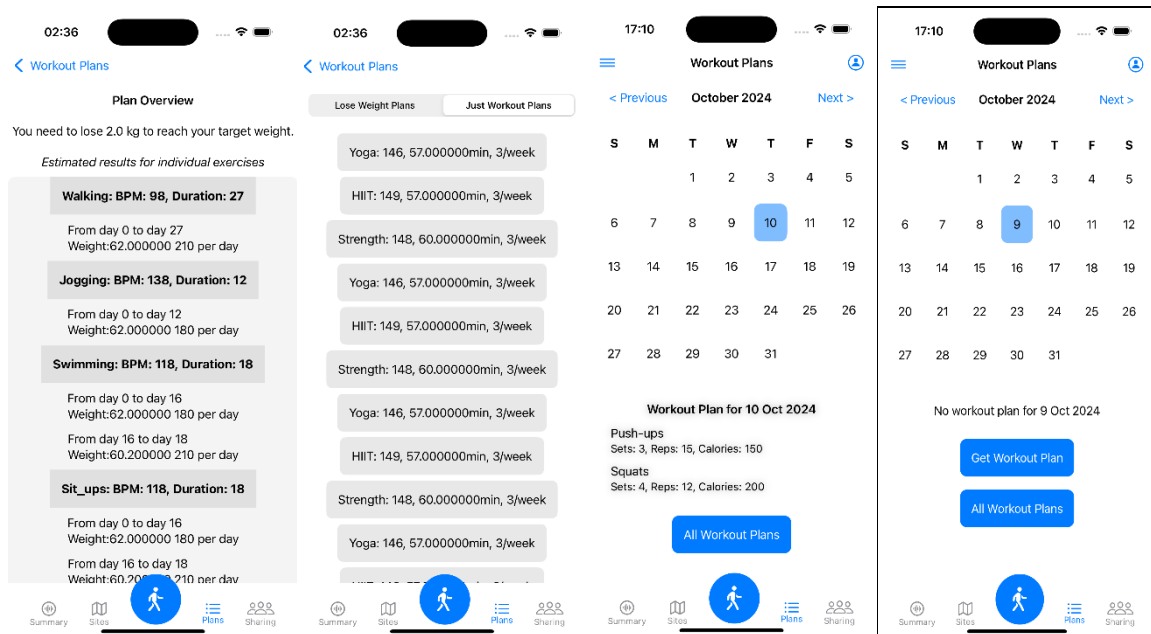 02:36
Workout Plans
Plan Overview
You need to lose 2.0 kg to reach your target weight.
Estimated results for individual exercises
Walking: BPM: 98, Duration: 27
From day 0 to day 27
Weight:62.000000 210 per day
Jogging: BPM: 138, Duration: 12
From day 0 to day 12
Weight:62.000000 180 per day
Swimming: BPM: 118, Duration: 18
From day 0 to day 16
Weight:62.000000 180 per day
From day 16 to day 18
Weight:60.200000 210 per day
Sit_ups: BPM: 118, Duration: 18
From day 0 to day 16
Weight:62.000000 180 per day
From day 16 to day 18
210 per day
Summary Sites Plans Sharing
02:36
Workout Plans
Lose Weight Plans Just Workout Plans
Yoga: 146, 57.000000min, 3/week
HIIT: 149, 57.000000min, 3/week
Strength: 148, 60.000000min, 3/week
Yoga: 146, 57.000000min, 3/week
HIIT: 149, 57.000000min, 3/week
Strength: 148, 60.000000min, 3/week
Yoga: 146, 57.000000min, 3/week
HIIT: 149, 57.000000min, 3/week
Strength: 148, 60.000000min, 3/week
Yoga: 146, 57.000000min, 3/week
Summary Sites Plans Sharing
17:10
Workout Plans
< Previous October 2024 Next >
S M T W T F S
1 2 3 4 5
6 7 8 9 10 11 12
13 14 15 16 17 18 19
20 21 22 23 24 25 26
27 28 29 30 31
Workout Plan for 10 Oct 2024
Push-ups
Sets: 3, Reps: 15, Calories: 150
Squats
Sets: 4, Reps: 12, Calories: 200
All Workout Plans
Summary Sites Plans Sharing
17:10
Workout Plans
< Previous October 2024 Next >
S M T W T F S
1 2 3 4 5
6 7 8 9 10 11 12
13 14 15 16 17 18 19
20 21 22 23 24 25 26
27 28 29 30 31
No workout plan for 9 Oct 2024
Get Workout Plan
All Workout Plans
Summary Sites Plans Sharing